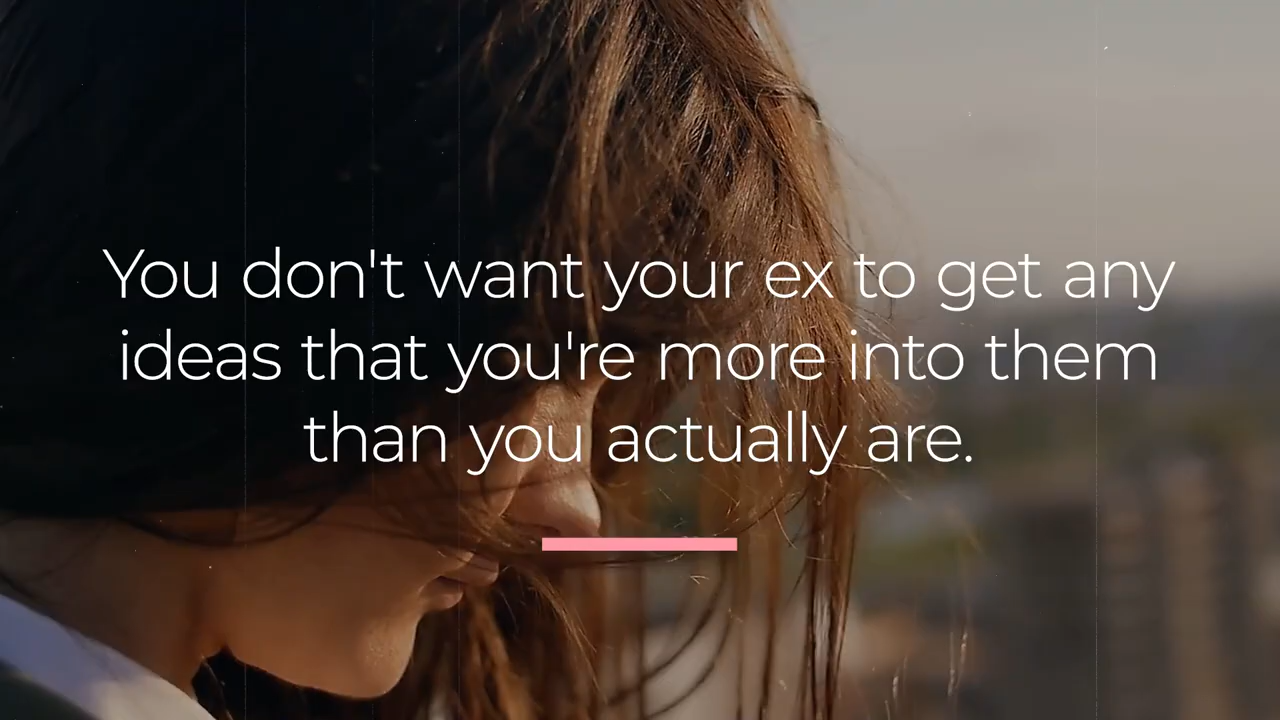 You don't want your ex to get any
ideas that you're more into them
than you actually are.